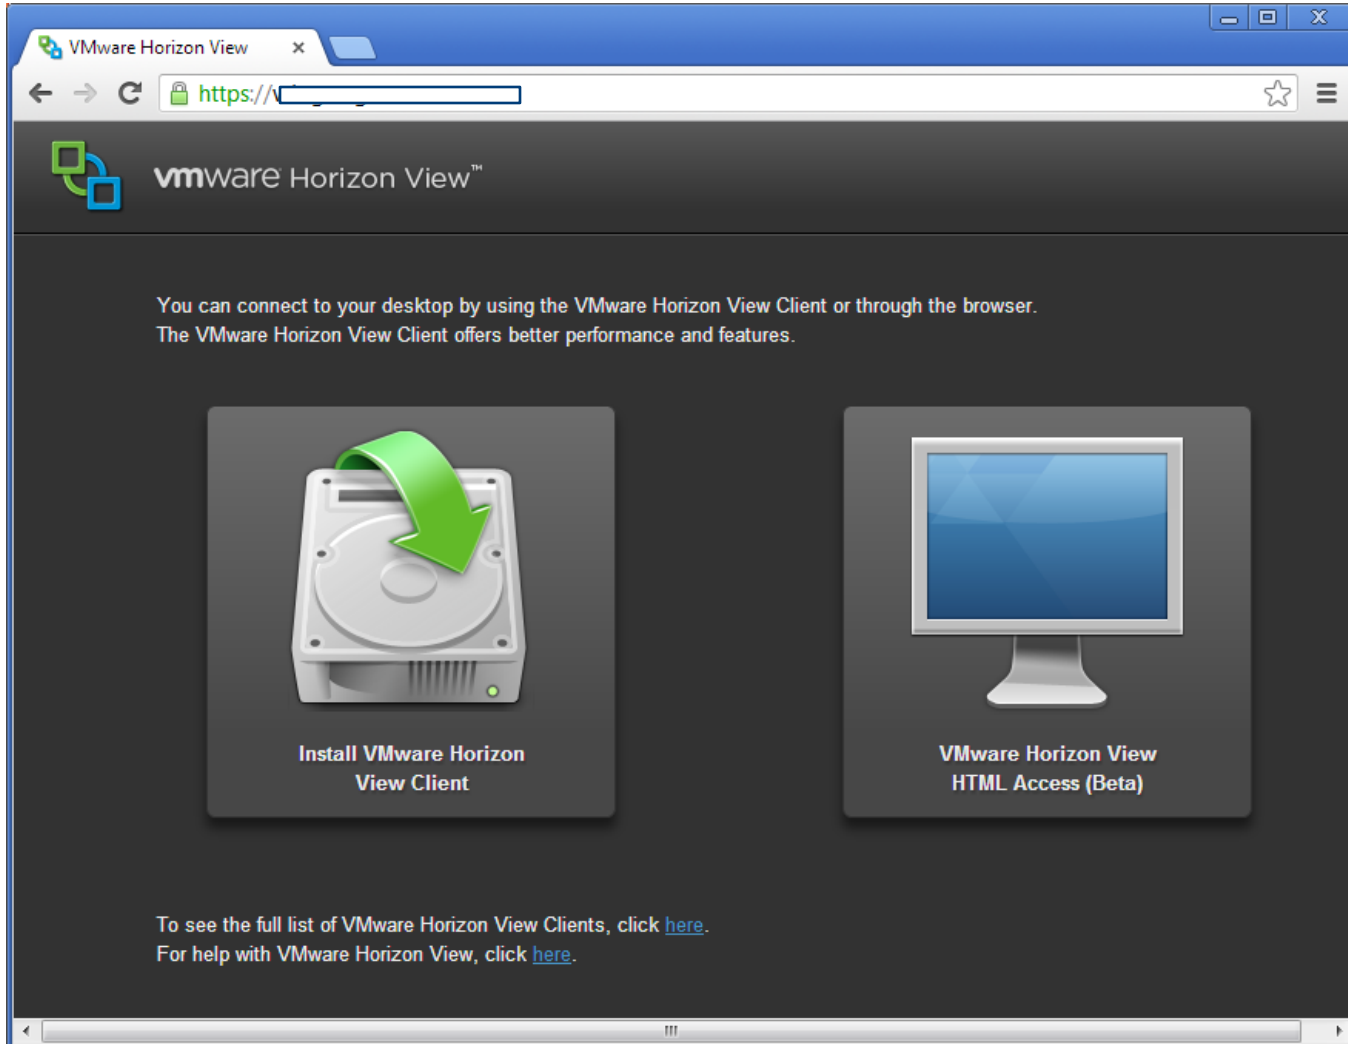 VMware Horizon View
https://
vmware Horizon View™
You can connect to your desktop by using the VMware Horizon View Client or through the browser.
The VMware Horizon View Client offers better performance and features.
Install VMware Horizon
View Client
VMware Horizon View
HTML Access (Beta)
To see the full list of VMware Horizon View Clients, click here.
For help with VMware Horizon View, click here.